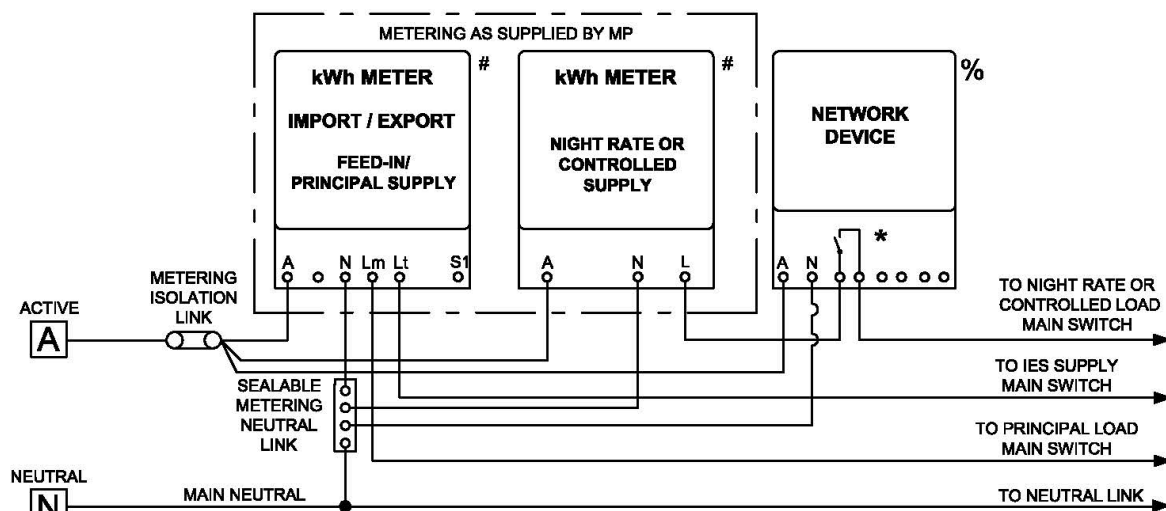 METERING AS SUPPLIED BY MP
kWh METER
IMPORT / EXPORT
FEED-IN/
PRINCIPAL SUPPLY
#
kWh METER
NIGHT RATE OR
CONTROLLED
SUPPLY
#
NETWORK
DEVICE
%
*
A N Lm Lt S1
A N L
A N
METERING
ISOLATION
LINK
ACTIVE
A
TO NIGHT RATE OR
CONTROLLED LOAD
MAIN SWITCH
SEALABLE
METERING
NEUTRAL
LINK
TO IES SUPPLY
MAIN SWITCH
TO PRINCIPAL LOAD
MAIN SWITCH
NEUTRAL
N
MAIN NEUTRAL
TO NEUTRAL LINK